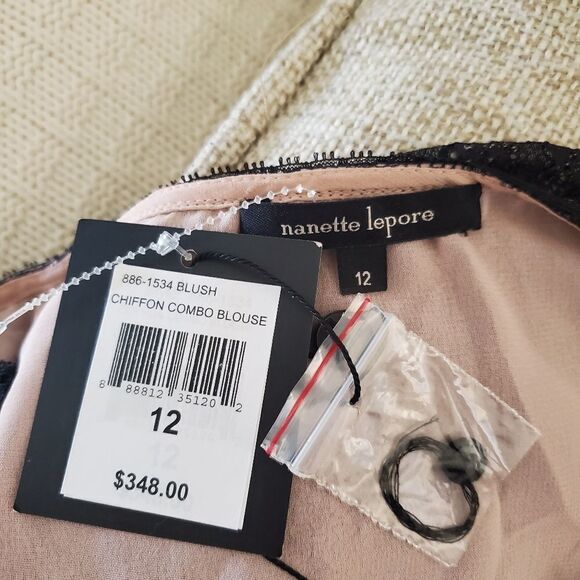 nanette lepore
12
886-1534 BLUSH
CHIFFON COMBO BLOUSE
8 88812 35120 2
12
$348.00